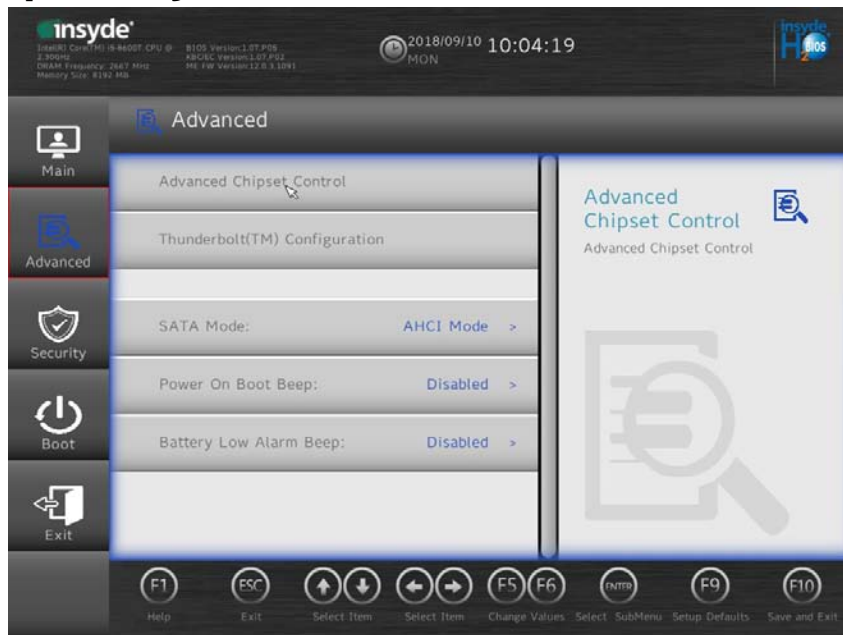 insyde®
Intel(R) Core(TM) i5-8600T CPU @
2.30GHz
DRAM Frequency: 2667 MHz
Memory Size: 8192 MB
BIOS Version:1.07.P05
KBC/EC Version:1.07.P02
ME FW Version:12.0.3.1091
2018/09/10 10:04:19
MON
insyde
H2O BIOS
Advanced
Main
Advanced
Security
Boot
Exit
Advanced Chipset Control
Thunderbolt(TM) Configuration
SATA Mode: AHCI Mode >
Power On Boot Beep: Disabled >
Battery Low Alarm Beep: Disabled >
Advanced
Chipset Control
Advanced Chipset Control
F1 ESC F5 F6 ENTER F9 F10
Help Exit Select Item Select Item Change Values Select SubMenu Setup Defaults Save and Exit